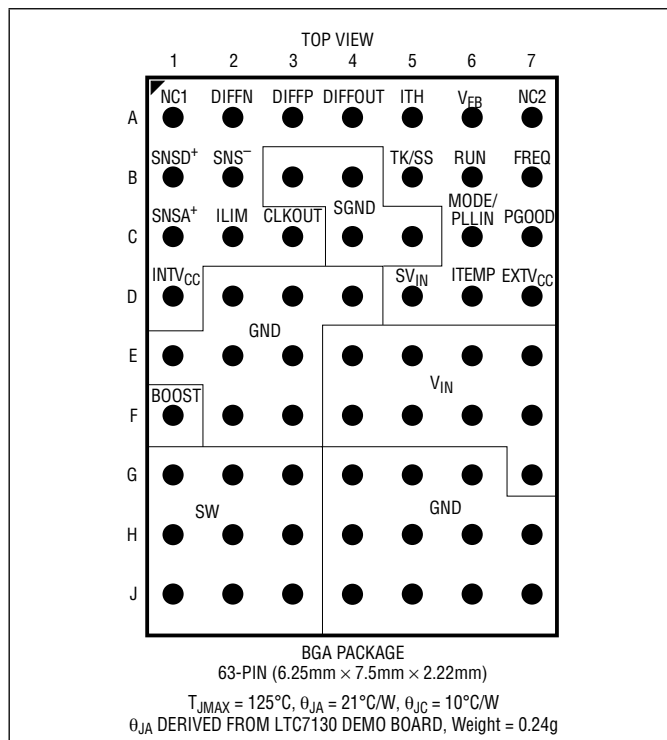 TOP VIEW
1 2 3 4 5 6 7
A NC1 DIFFN DIFFP DIFFOUT ITH VFB NC2
B SNSD+ SNS– TK/SS RUN FREQ
SGND
C SNSA+ ILIM CLKOUT MODE/PLLIN PGOOD
D INTVCC SVIN ITEMP EXTVCC
GND
E
VIN
F BOOST
G
SW GND
H
J
BGA PACKAGE
63-PIN (6.25mm × 7.5mm × 2.22mm)
TJMAX = 125°C, θJA = 21°C/W, θJC = 10°C/W
θJA DERIVED FROM LTC7130 DEMO BOARD, Weight = 0.24g